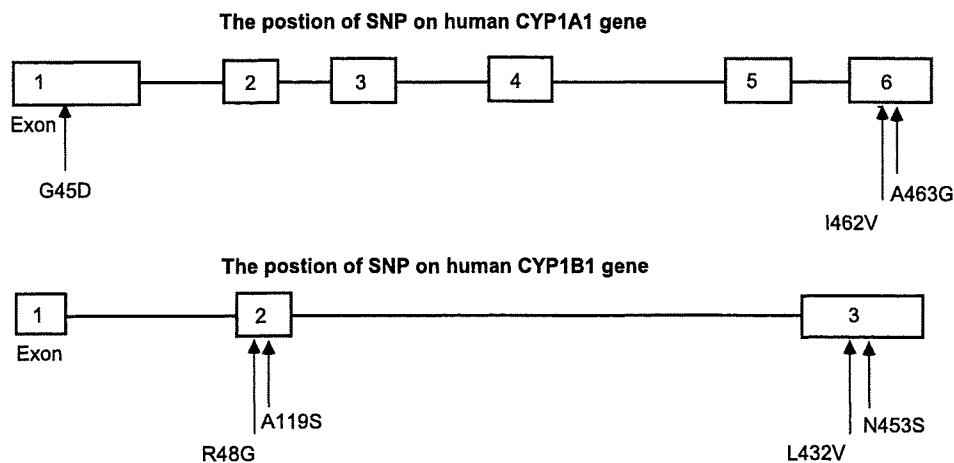 The postion of SNP on human CYP1A1 gene
1 2 3 4 5 6
Exon
G45D
A463G
I462V
The postion of SNP on human CYP1B1 gene
1 2 3
Exon
A119S
N453S
R48G
L432V